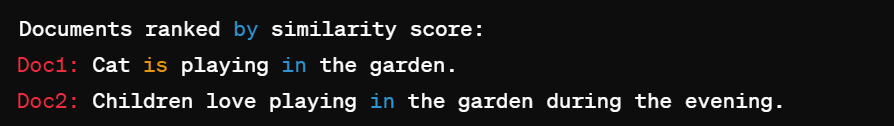 Documents ranked by similarity score:
Doc1: Cat is playing in the garden.
Doc2: Children love playing in the garden during the evening.